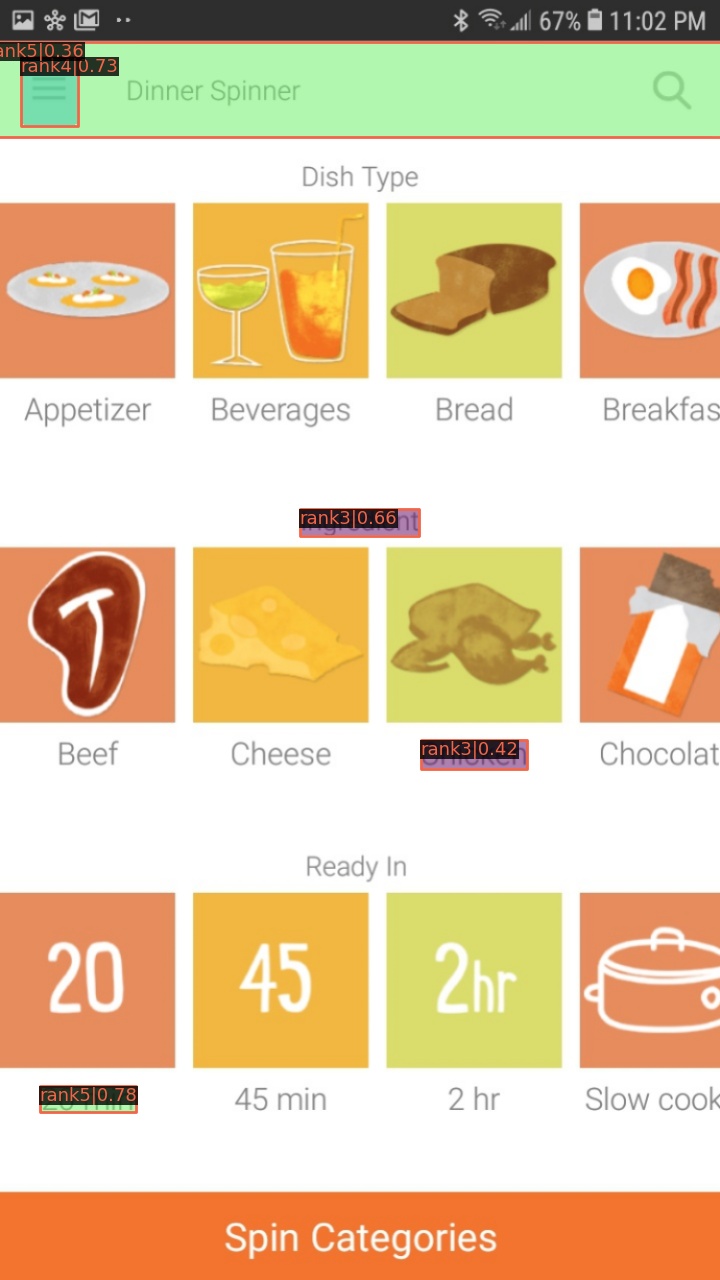 67% 11:02 PM
rank5|0.36
rank4|0.73
Dinner Spinner
Dish Type
Appetizer Beverages Bread Breakfas
rank3|0.66
Beef Cheese rank3|0.42 Chocolat
Ready In
20 45 2hr
rank5|0.78 45 min 2 hr Slow cook
Spin Categories